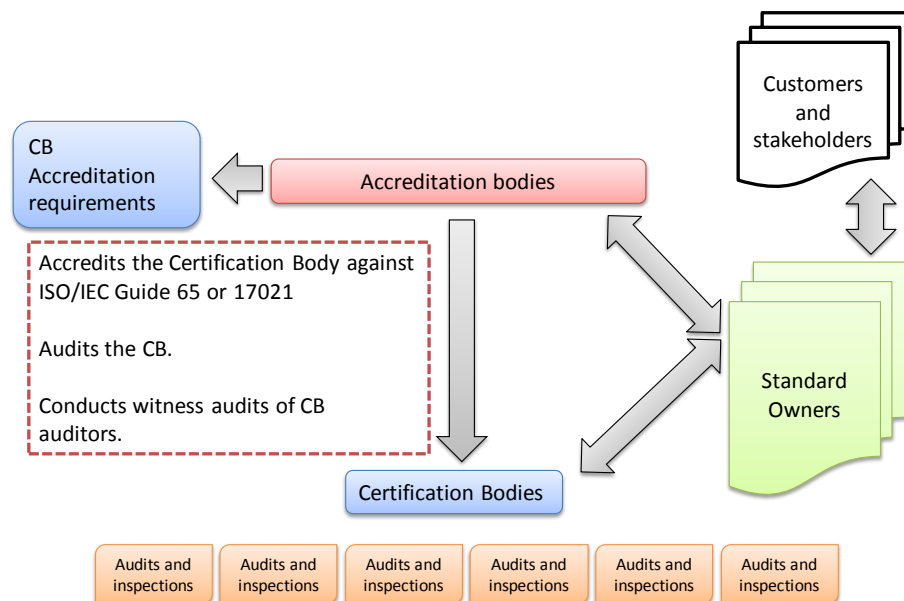 Customers
and
stakeholders
CB
Accreditation
requirements
Accreditation bodies
Accredits the Certification Body against
ISO/IEC Guide 65 or 17021
Audits the CB.
Conducts witness audits of CB
auditors.
Standard
Owners
Certification Bodies
Audits and
inspections
Audits and
inspections
Audits and
inspections
Audits and
inspections
Audits and
inspections
Audits and
inspections